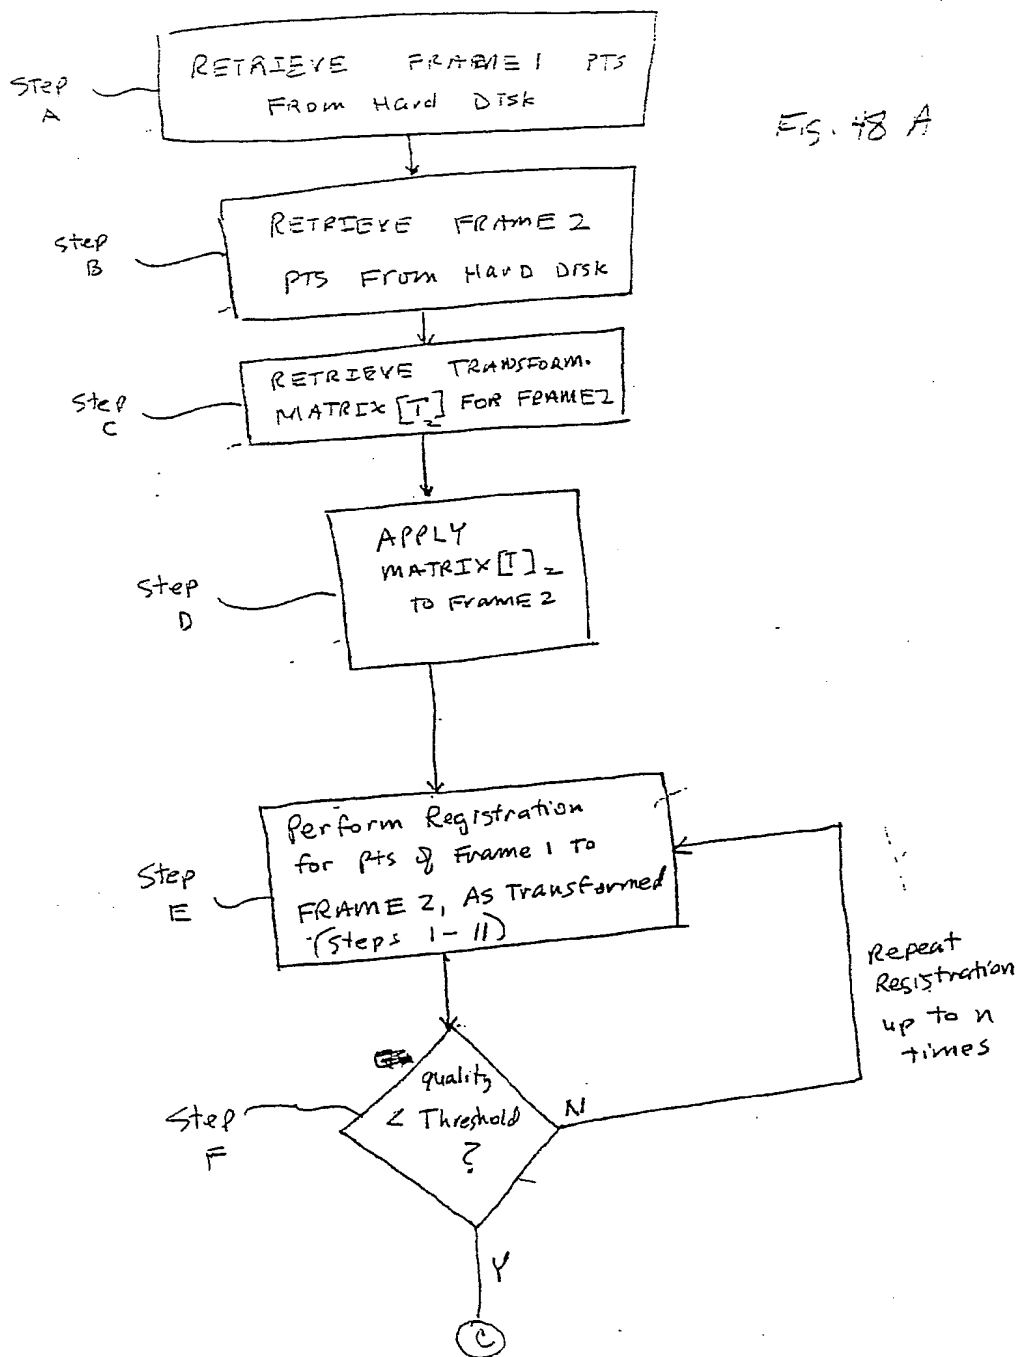 Fig. 48 A
Step
A
RETRIEVE FRAME 1 PTS
FROM Hard Disk
Step
B
RETRIEVE FRAME 2
PTS From Hard Disk
Step
C
RETRIEVE TRANSFORM.
MATRIX [T2] FOR FRAME 2
Step
D
APPLY
MATRIX [T]2
TO Frame 2
Step
E
Perform Registration
for Pts of Frame 1 To
FRAME 2, As Transformed
(Steps 1-11)
Repeat
Registration
up to n
times
Step
F
quality
< Threshold
?
N
Y
C